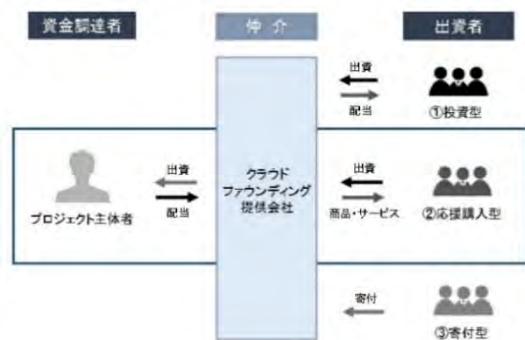 資金調達者
仲介
出資者
出資
配当
①投資型
プロジェクト主体者
出資
配当
クラウド
ファウンディング
提供会社
出資
商品・サービス
②応援購入型
寄付
③寄付型